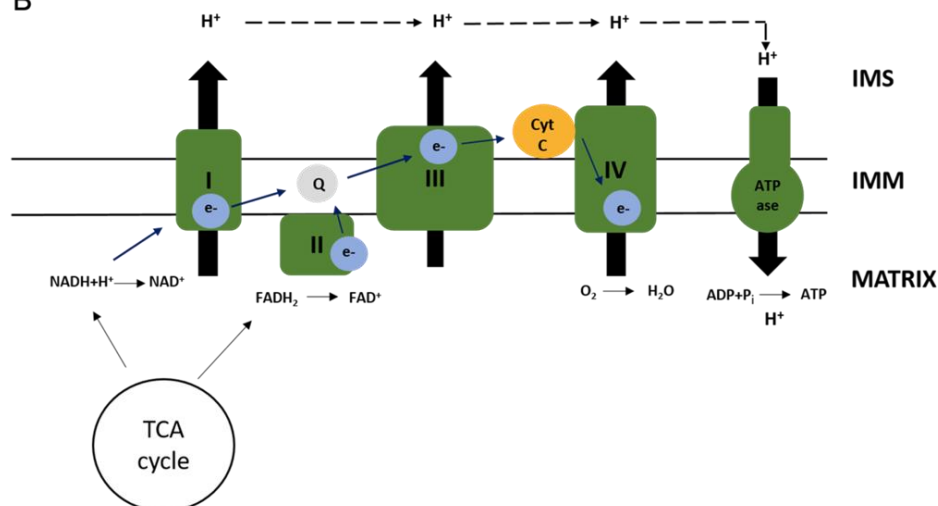 B
H⁺ H⁺ H⁺
H⁺
IMS
I
e-
Q
II
e-
e-
III
Cyt
C
IV
e-
ATP
ase
IMM
NADH+H⁺ NAD⁺
FADH₂ FAD⁺
O₂ H₂O
ADP+Pᵢ ATP
H⁺
MATRIX
TCA
cycle